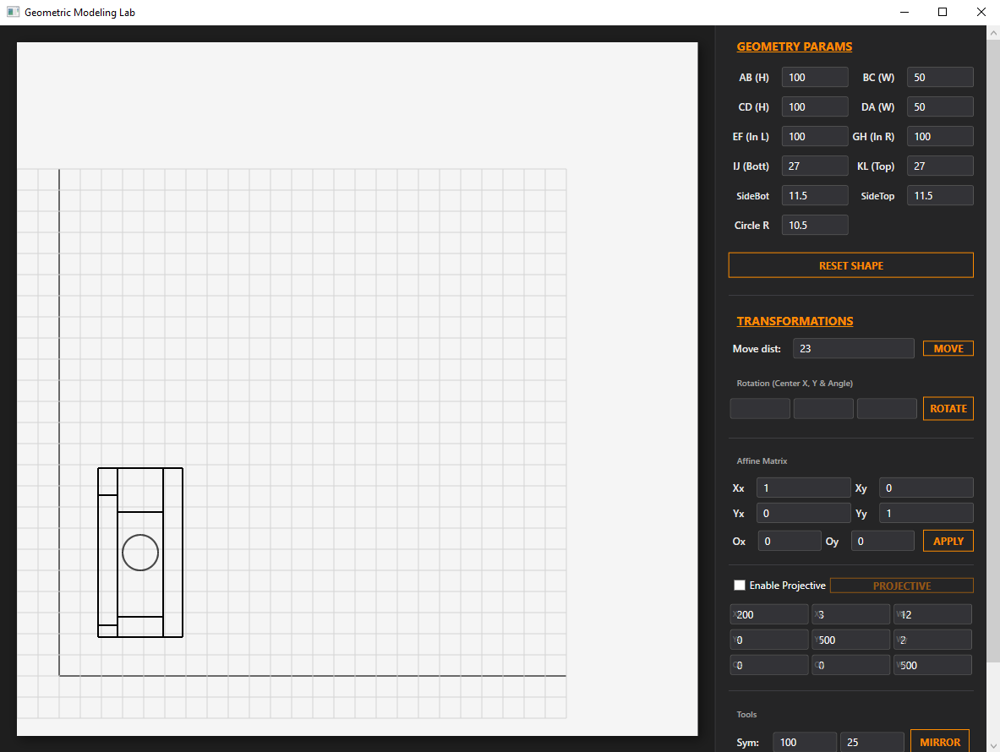 Geometric Modeling Lab
GEOMETRY PARAMS
AB (H) 100 BC (W) 50
CD (H) 100 DA (W) 50
EF (In L) 100 GH (In R) 100
IJ (Bott) 27 KL (Top) 27
SideBot 11.5 SideTop 11.5
Circle R 10.5
RESET SHAPE
TRANSFORMATIONS
Move dist: 23 MOVE
Rotation (Center X, Y & Angle)
ROTATE
Affine Matrix
Xx 1 Xy 0
Yx 0 Yy 1
Ox 0 Oy 0 APPLY
Enable Projective PROJECTIVE
200 3 12
0 500 2
0 0 500
Tools
Sym: 100 25 MIRROR